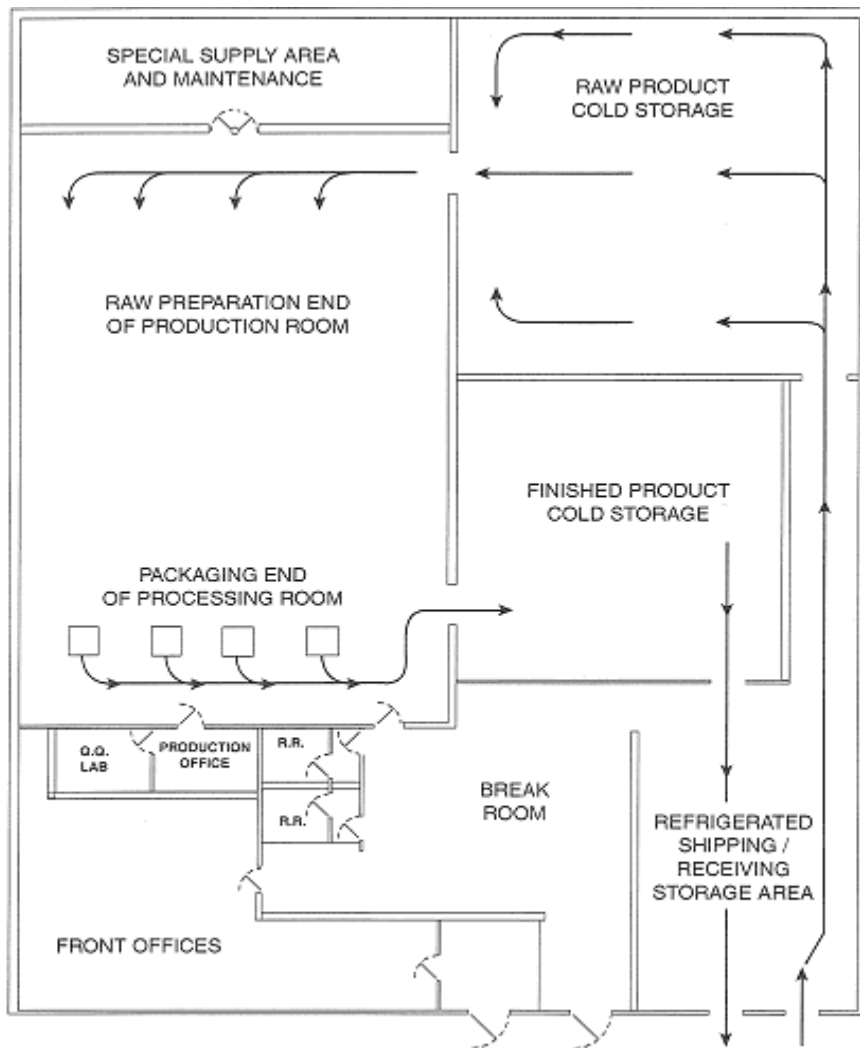 SPECIAL SUPPLY AREA
AND MAINTENANCE
RAW PRODUCT
COLD STORAGE
RAW PREPARATION END
OF PRODUCTION ROOM
FINISHED PRODUCT
COLD STORAGE
PACKAGING END
OF PROCESSING ROOM
Q.Q.
LAB
PRODUCTION
OFFICE
R.R.
R.R.
BREAK
ROOM
REFRIGERATED
SHIPPING /
RECEIVING
STORAGE AREA
FRONT OFFICES